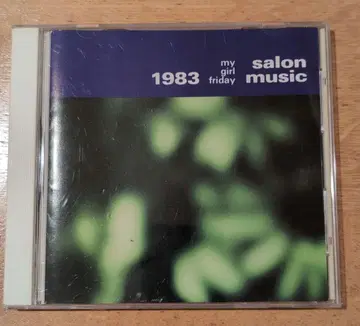 1983
my
girl
friday
salon
music